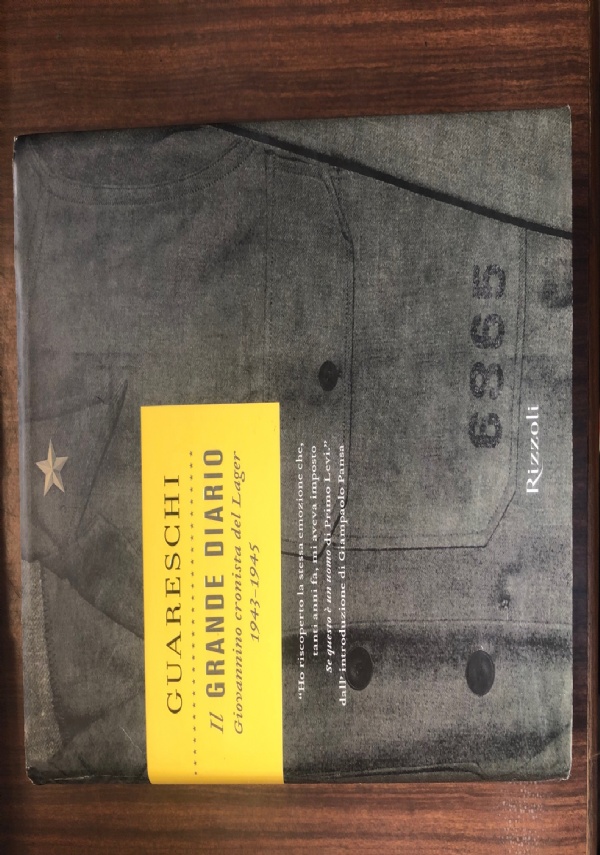 GUARESCHI
Il GRANDE DIARIO
Giovannino cronista del Lager
1943-1945
“Ho riscoperto la stessa emozione che,
tanti anni fa, mi aveva imposto
Se questo è un uomo di Primo Levi.”
dall’introduzione di Giampaolo Pansa
6865
Rizzoli